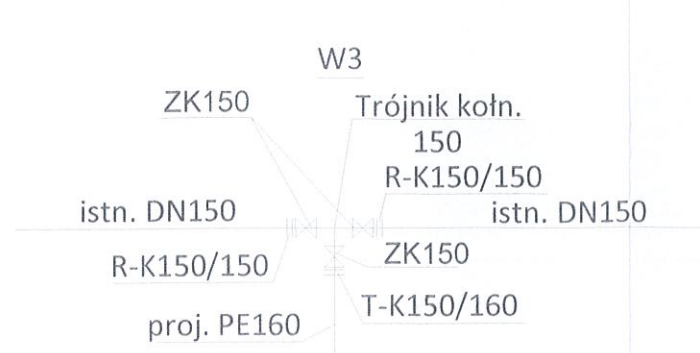 W3
ZK150
Trójnik kołn.
150
R-K150/150
istn. DN150
istn. DN150
R-K150/150
ZK150
T-K150/160
proj. PE160